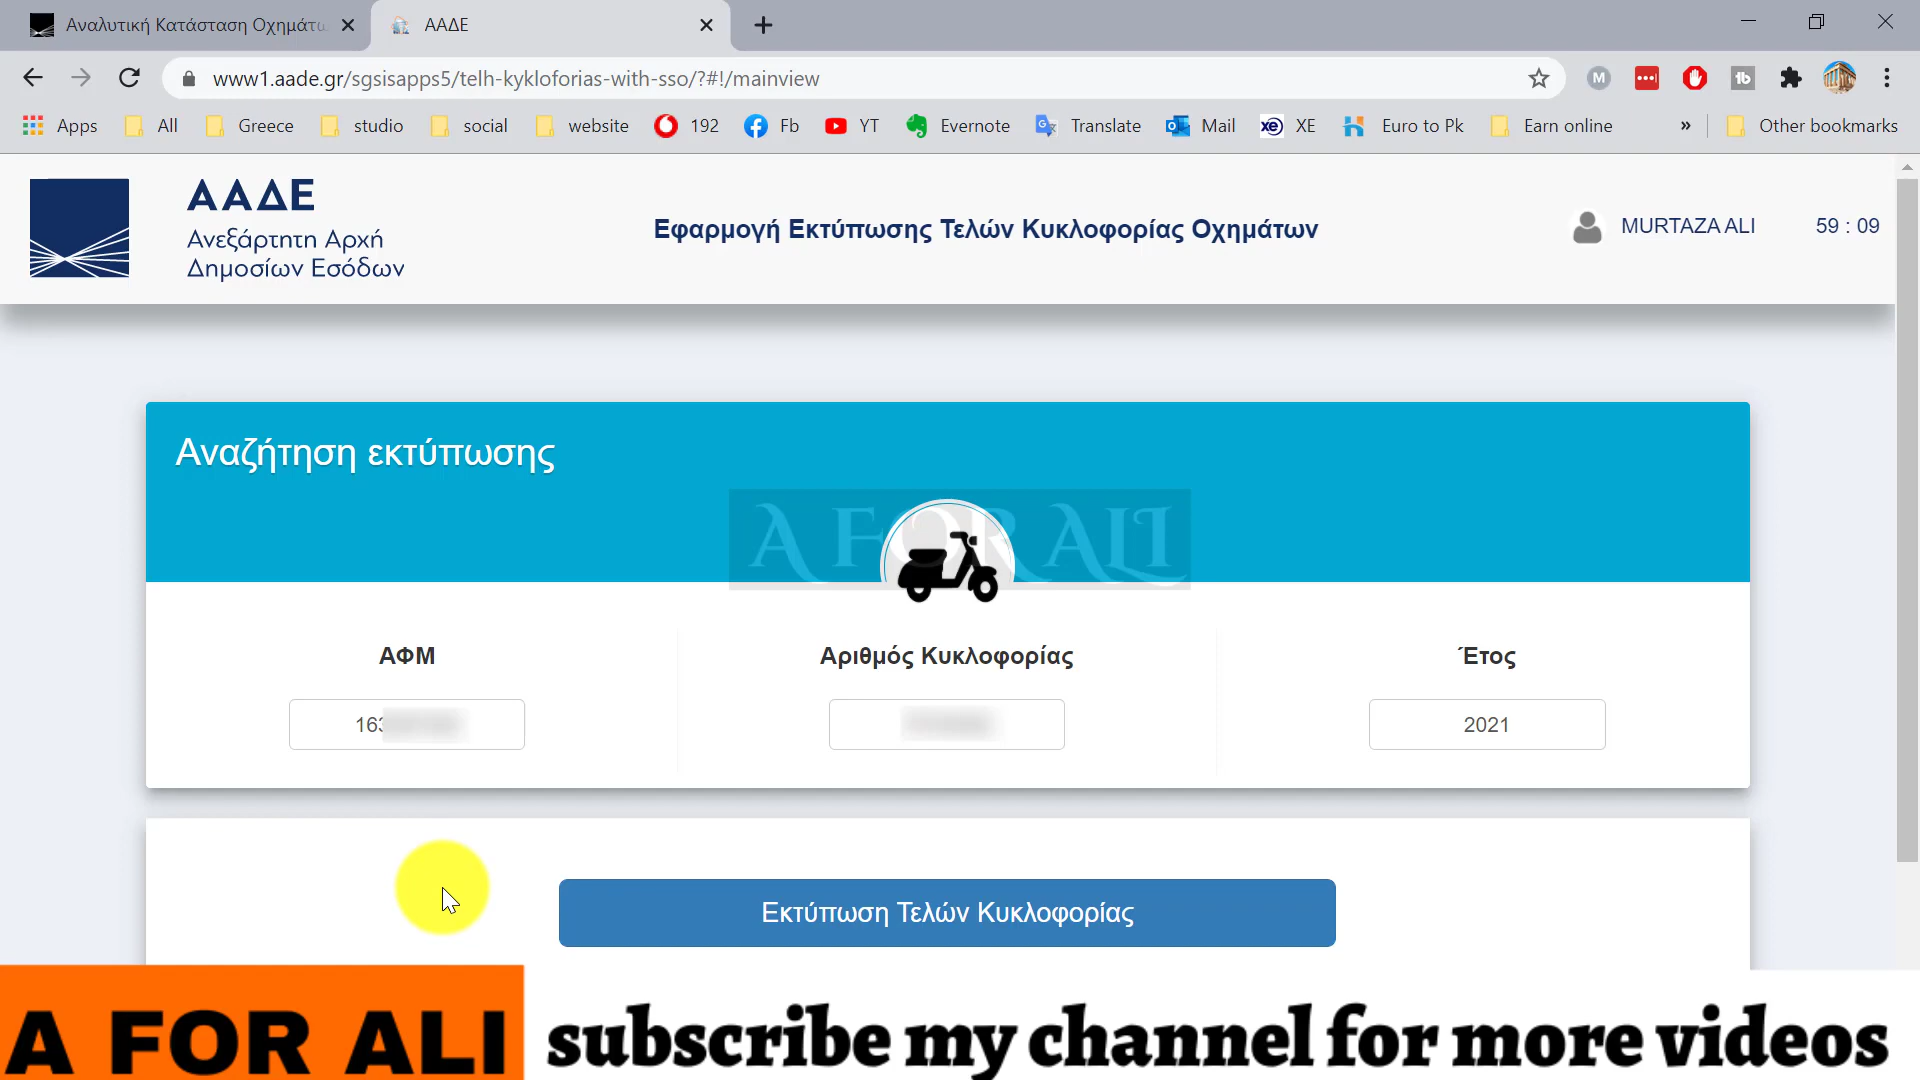 Αναλυτική Κατάσταση Οχημάτω
ΑΑΔΕ
www1.aade.gr/sgsisapps5/telh-kykloforias-with-sso/?#!/mainview
M
tb
Apps
All
Greece
studio
social
website
192
Fb
YT
Evernote
Translate
Mail
XE
Euro to Pk
Earn online
»
Other bookmarks
ΑΑΔΕ
Ανεξάρτητη Αρχή
Δημοσίων Εσόδων
Εφαρμογή Εκτύπωσης Τελών Κυκλοφορίας Οχημάτων
MURTAZA ALI
59 : 09
Αναζήτηση εκτύπωσης
A FOR ALI
ΑΦΜ
Αριθμός Κυκλοφορίας
Έτος
163
2021
Εκτύπωση Τελών Κυκλοφορίας
A FOR ALI
subscribe my channel for more videos